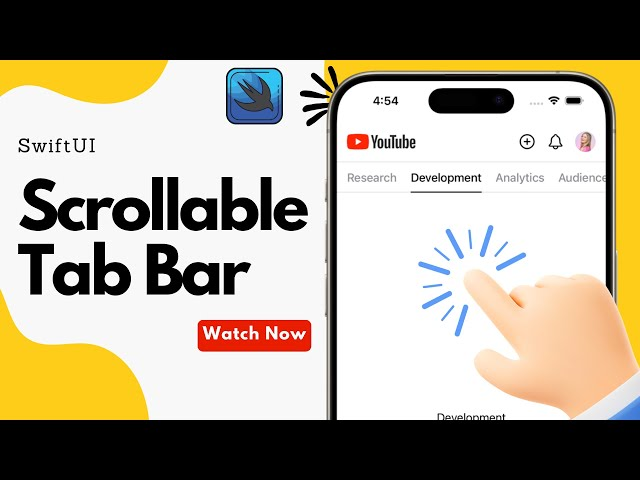 SwiftUI
Scrollable
Tab Bar
Watch Now
4:54
YouTube
Research Development Analytics Audience
Development